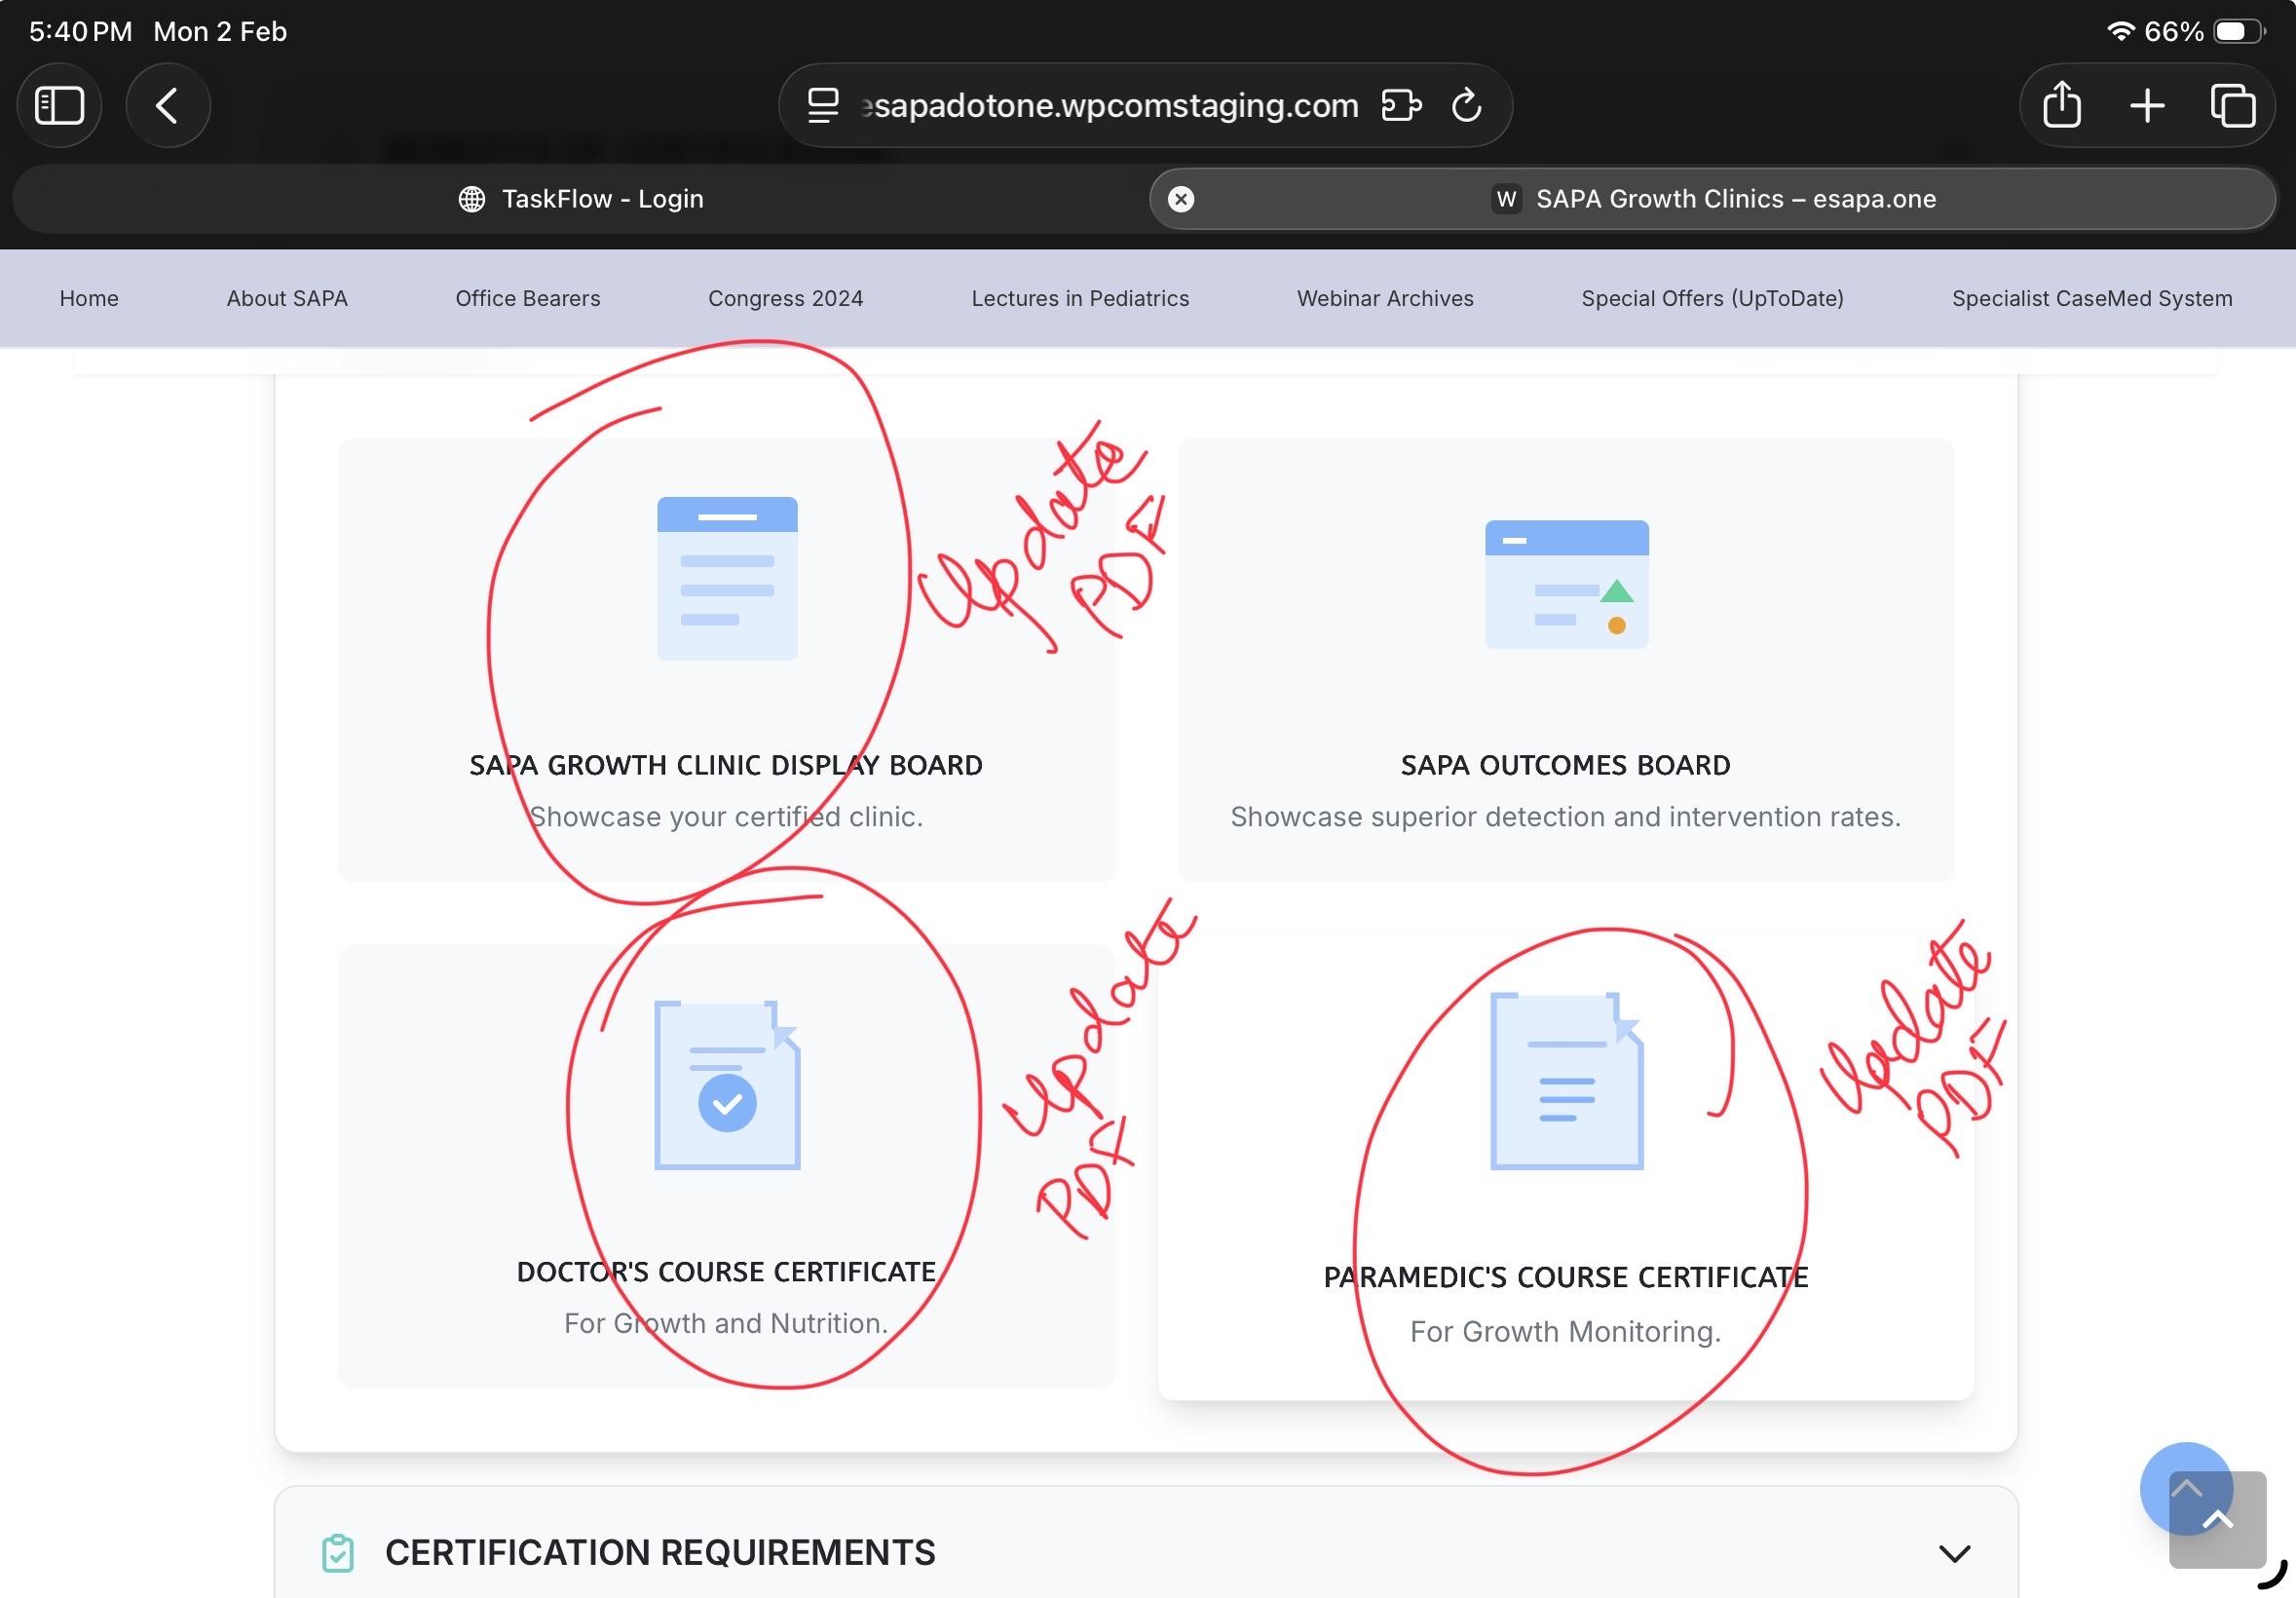 5:40 PM Mon 2 Feb
66%
esapadotone.wpcomstaging.com
TaskFlow - Login
W SAPA Growth Clinics – esapa.one
Home About SAPA Office Bearers Congress 2024 Lectures in Pediatrics Webinar Archives Special Offers (UpToDate) Specialist CaseMed System
Update
PDF
SAPA GROWTH CLINIC DISPLAY BOARD
Showcase your certified clinic.
SAPA OUTCOMES BOARD
Showcase superior detection and intervention rates.
Update
PDF
DOCTOR'S COURSE CERTIFICATE
For Growth and Nutrition.
Update
PDF
PARAMEDIC'S COURSE CERTIFICATE
For Growth Monitoring.
CERTIFICATION REQUIREMENTS